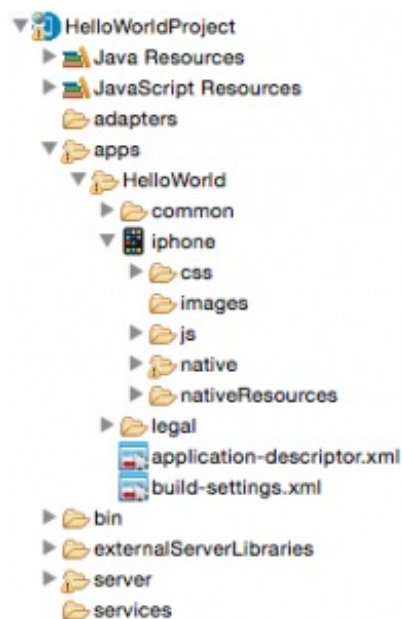 HelloWorldProject
Java Resources
JavaScript Resources
adapters
apps
HelloWorld
common
iphone
css
images
js
native
nativeResources
legal
application-descriptor.xml
build-settings.xml
bin
externalServerLibraries
server
services